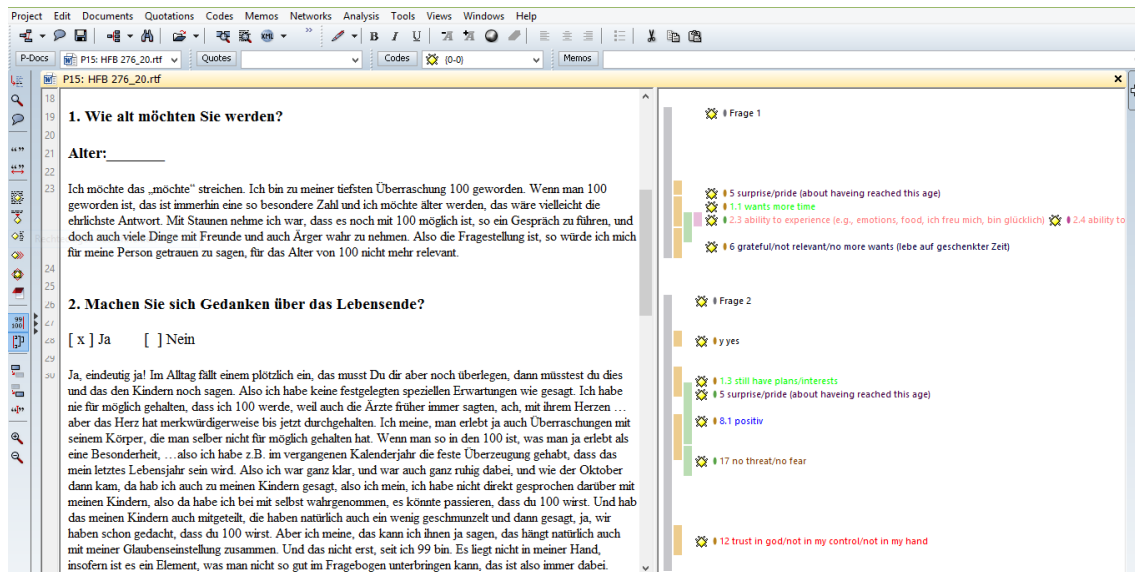 Project Edit Documents Quotations Codes Memos Networks Analysis Tools Views Windows Help
B I U
P-Docs P15: HFB 276_20.rtf Quotes Codes {0-0} Memos
P15: HFB 276_20.rtf
18
19 1. Wie alt möchten Sie werden?
20
21 Alter:________
22
23 Ich möchte das „möchte“ streichen. Ich bin zu meiner tiefsten Überraschung 100 geworden. Wenn man 100
geworden ist, das ist immerhin eine so besondere Zahl und ich möchte älter werden, das wäre vielleicht die
ehrlichste Antwort. Mit Staunen nehme ich war, dass es noch mit 100 möglich ist, so ein Gespräch zu führen, und
doch auch viele Dinge mit Freunde und auch Ärger wahr zu nehmen. Also die Fragestellung ist, so würde ich mich
für meine Person getrauen zu sagen, für das Alter von 100 nicht mehr relevant.
24
25
26 2. Machen Sie sich Gedanken über das Lebensende?
27
28 [ x ] Ja [ ] Nein
29
30 Ja, eindeutig ja! Im Alltag fällt einem plötzlich ein, das musst Du dir aber noch überlegen, dann müsstest du dies
und das den Kindern noch sagen. Also ich habe keine festgelegten speziellen Erwartungen wie gesagt. Ich habe
nie für möglich gehalten, dass ich 100 werde, weil auch die Ärzte früher immer sagten, ach, mit ihrem Herzen …
aber das Herz hat merkwürdigerweise bis jetzt durchgehalten. Ich meine, man erlebt ja auch Überraschungen mit
seinem Körper, die man selber nicht für möglich gehalten hat. Wenn man so in den 100 ist, was man ja erlebt als
eine Besonderheit, …also ich habe z.B. im vergangenen Kalenderjahr die feste Überzeugung gehabt, dass das
mein letztes Lebensjahr sein wird. Also ich war ganz klar, und war auch ganz ruhig dabei, und wie der Oktober
dann kam, da hab ich auch zu meinen Kindern gesagt, also ich mein, ich habe nicht direkt gesprochen darüber mit
meinen Kindern, also da habe ich bei mit selbst wahrgenommen, es könnte passieren, dass du 100 wirst. Und hab
das meinen Kindern auch mitgeteilt, die haben natürlich auch ein wenig geschmunzelt und dann gesagt, ja, wir
haben schon gedacht, dass du 100 wirst. Aber ich meine, das kann ich ihnen ja sagen, das hängt natürlich auch
mit meiner Glaubenseinstellung zusammen. Und das nicht erst, seit ich 99 bin. Es liegt nicht in meiner Hand,
insofern ist es ein Element, was man nicht so gut im Fragebogen unterbringen kann, das ist also immer dabei.
Frage 1
5 surprise/pride (about haveing reached this age)
1.1 wants more time
2.3 ability to experience (e.g., emotions, food, ich freu mich, bin glücklich) 2.4 ability to
6 grateful/not relevant/no more wants (lebe auf geschenkter Zeit)
Frage 2
y yes
1.3 still have plans/interests
5 surprise/pride (about haveing reached this age)
8.1 positiv
17 no threat/no fear
12 trust in god/not in my control/not in my hand